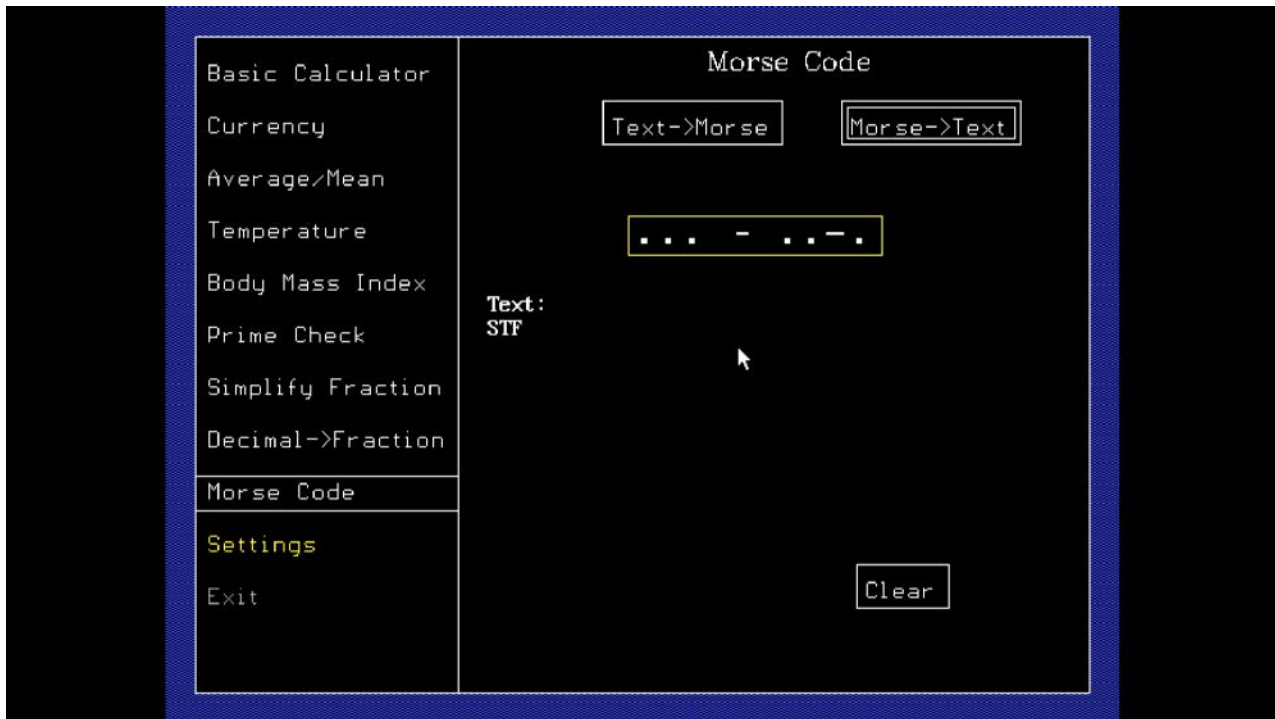 Basic Calculator
Currency
Average/Mean
Temperature
Body Mass Index
Prime Check
Simplify Fraction
Decimal->Fraction
Morse Code
Settings
Exit
Morse Code
Text->Morse Morse->Text
... - ..-.
Text:
STF
Clear